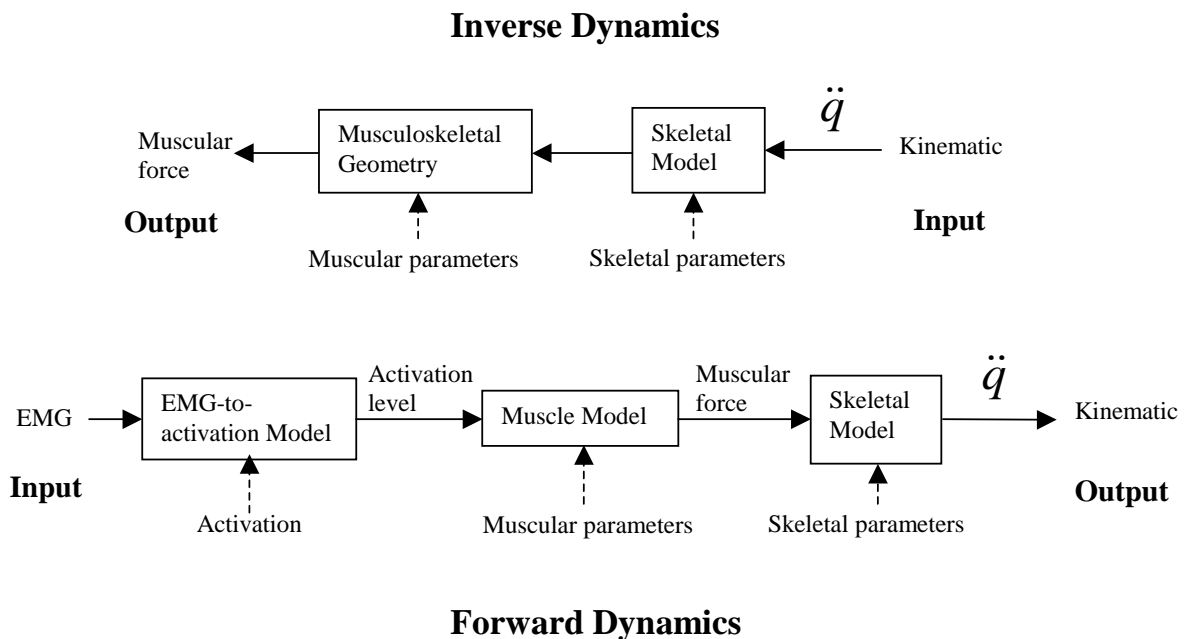 Inverse Dynamics
q̈
Muscular
force
Musculoskeletal
Geometry
Skeletal
Model
Kinematic
Output
Input
Muscular parameters
Skeletal parameters
q̈
EMG
EMG-to-
activation Model
Activation
level
Muscle Model
Muscular
force
Skeletal
Model
Kinematic
Input
Output
Activation
Muscular parameters
Skeletal parameters
Forward Dynamics